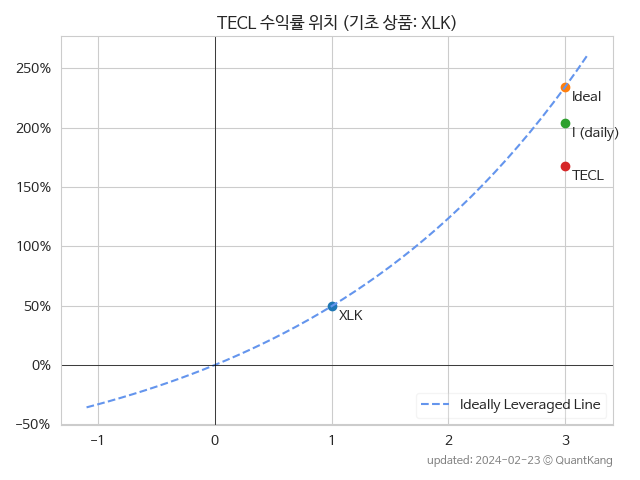 TECL 수익률 위치 (기초 상품: XLK)
250%
200%
150%
100%
50%
0%
−50%
Ideal
I (daily)
TECL
XLK
Ideally Leveraged Line
−1 0 1 2 3
updated: 2024-02-23 © QuantKang